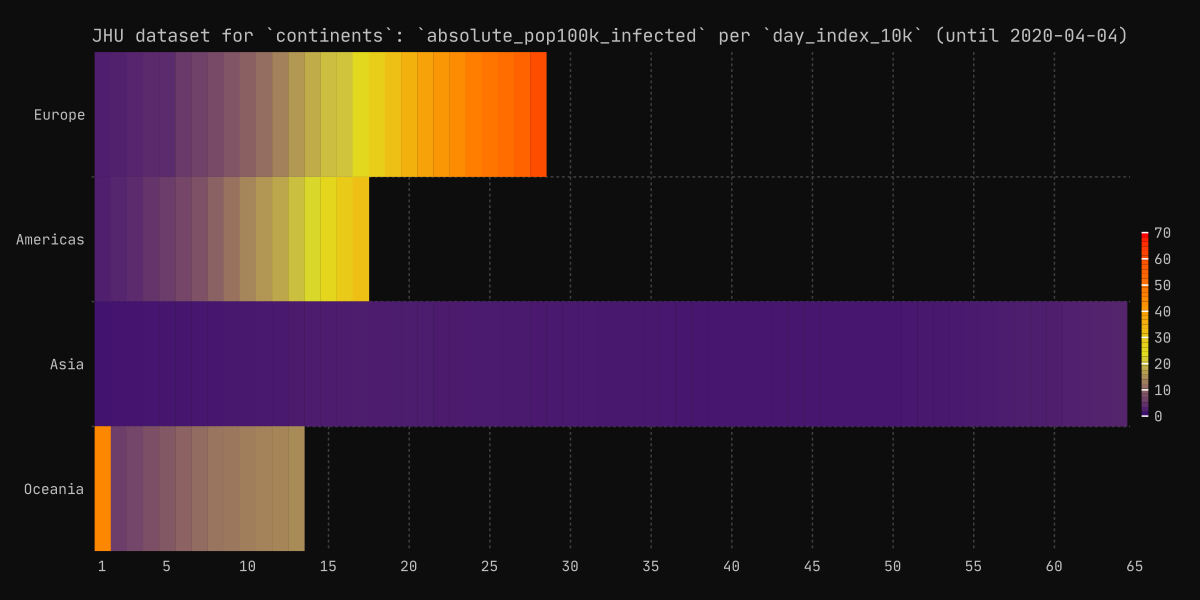 JHU dataset for `continents`: `absolute_pop100k_infected` per `day_index_10k` (until 2020-04-04)
Europe
Americas
Asia
Oceania
70
60
50
40
30
20
10
0
1 5 10 15 20 25 30 35 40 45 50 55 60 65